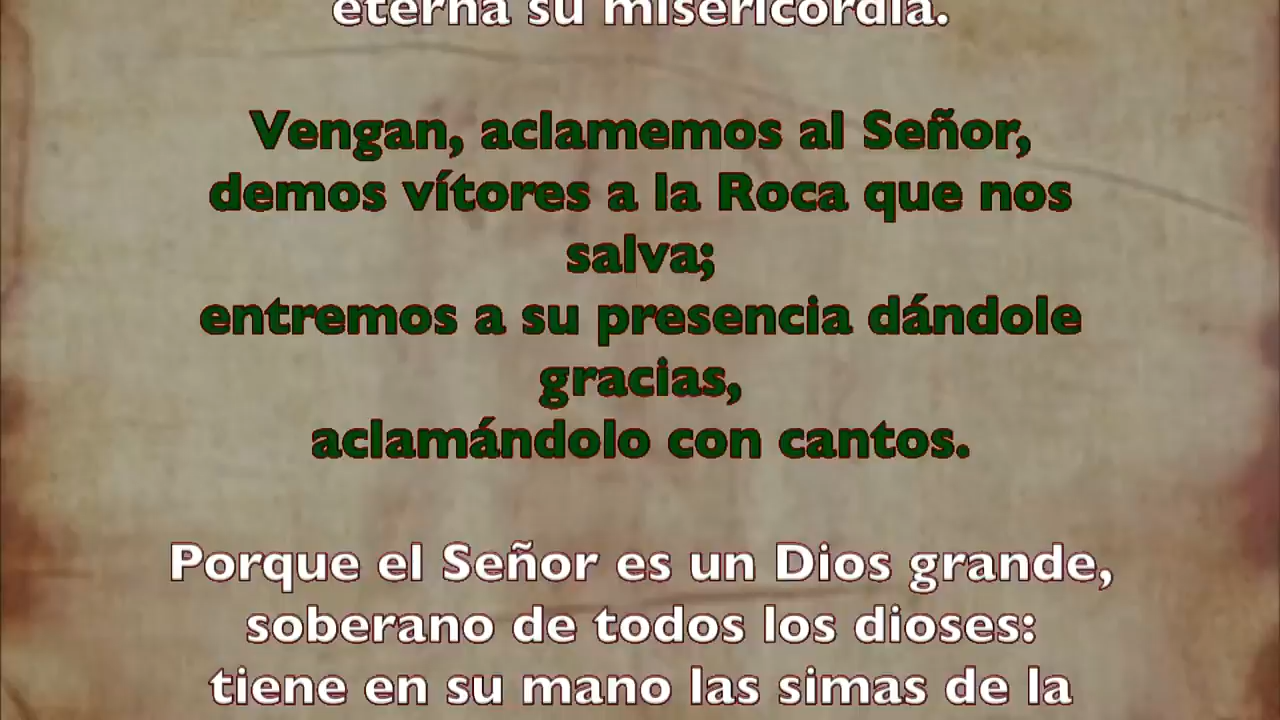 eterna su misericordia.
Vengan, aclamemos al Señor,
demos vítores a la Roca que nos
salva;
entremos a su presencia dándole
gracias,
aclamándolo con cantos.
Porque el Señor es un Dios grande,
soberano de todos los dioses:
tiene en su mano las simas de la